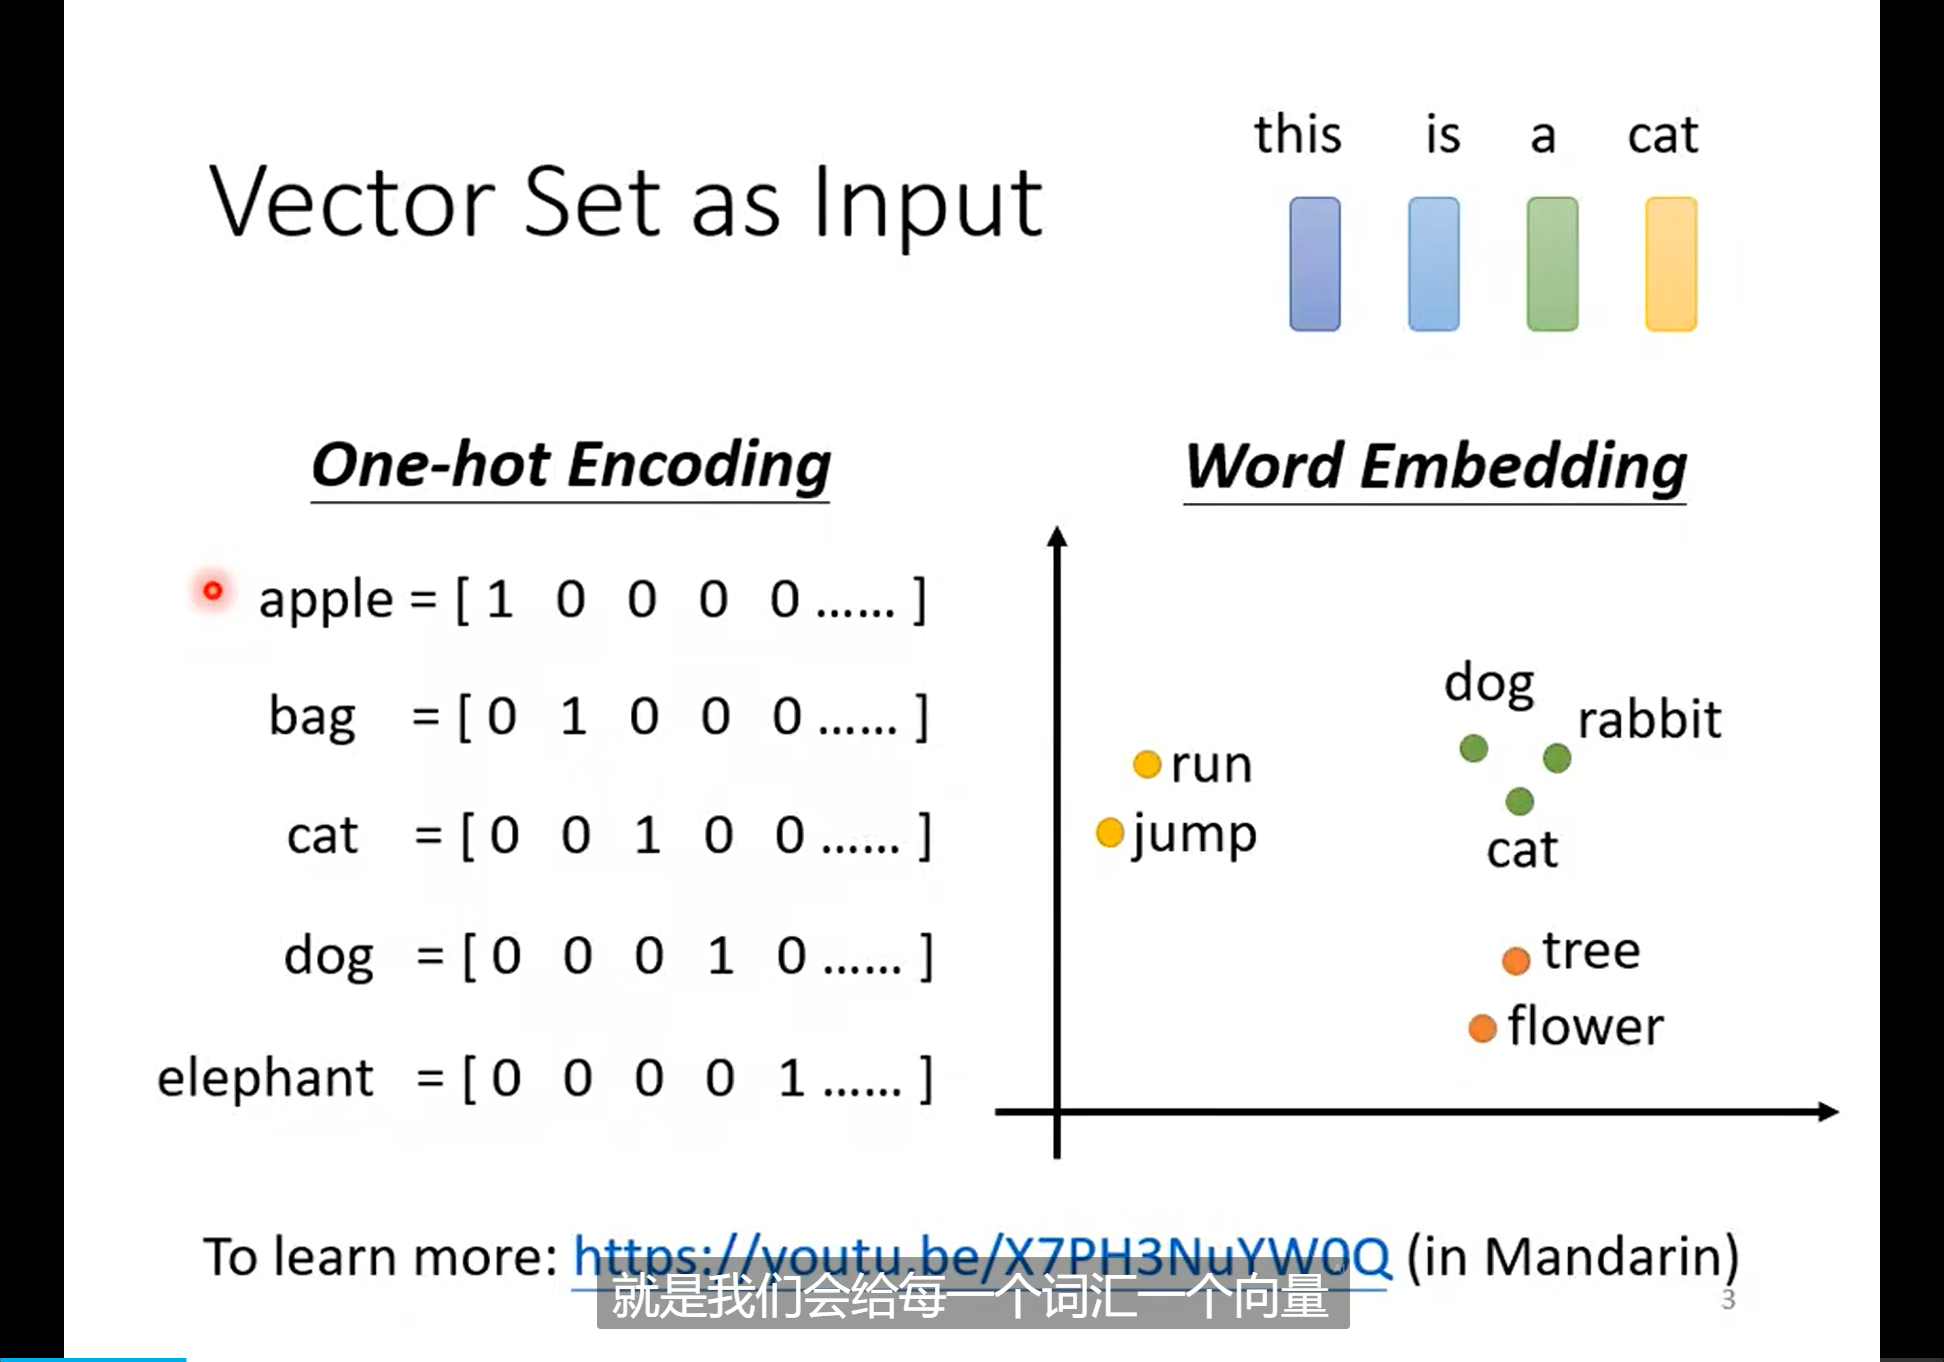 this is a cat
Vector Set as Input
One-hot Encoding
apple = [ 1 0 0 0 0 …… ]
bag = [ 0 1 0 0 0 …… ]
cat = [ 0 0 1 0 0 …… ]
dog = [ 0 0 0 1 0 …… ]
elephant = [ 0 0 0 0 1 …… ]
Word Embedding
dog
rabbit
run
jump
cat
tree
flower
To learn more: https://youtu.be/X7PH3NuYW0Q (in Mandarin)
就是我们会给每一个词汇一个向量
3